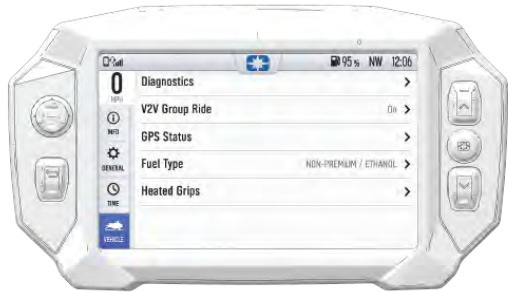 95 % NW 12:06
0
MPH
INFO
GENERAL
TIME
VEHICLE
Diagnostics
V2V Group Ride On
GPS Status
Fuel Type NON-PREMIUM / ETHANOL
Heated Grips